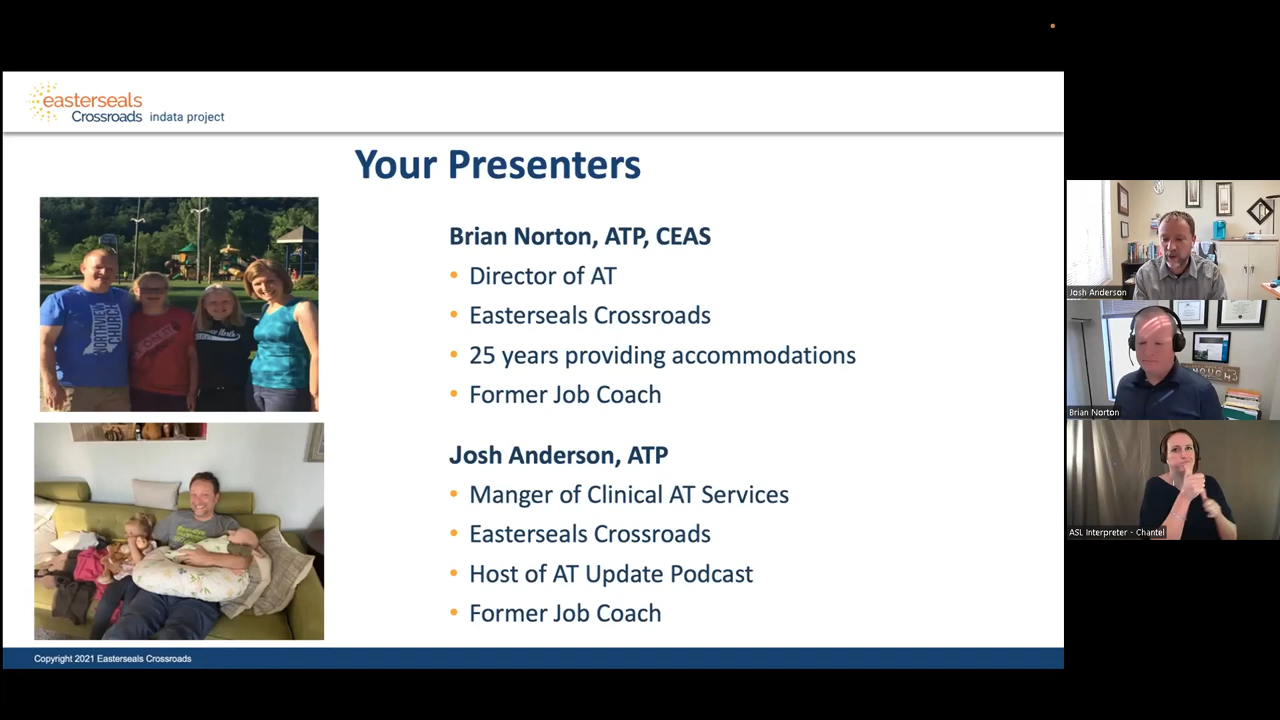 easterseals
Crossroads indata project
Your Presenters
Brian Norton, ATP, CEAS
• Director of AT
• Easterseals Crossroads
• 25 years providing accommodations
• Former Job Coach
Josh Anderson, ATP
• Manger of Clinical AT Services
• Easterseals Crossroads
• Host of AT Update Podcast
• Former Job Coach
Copyright 2021 Easterseals Crossroads
NORTHVIEW
CHURCH
Josh Anderson
Brian Norton
ASL Interpreter - Chantel